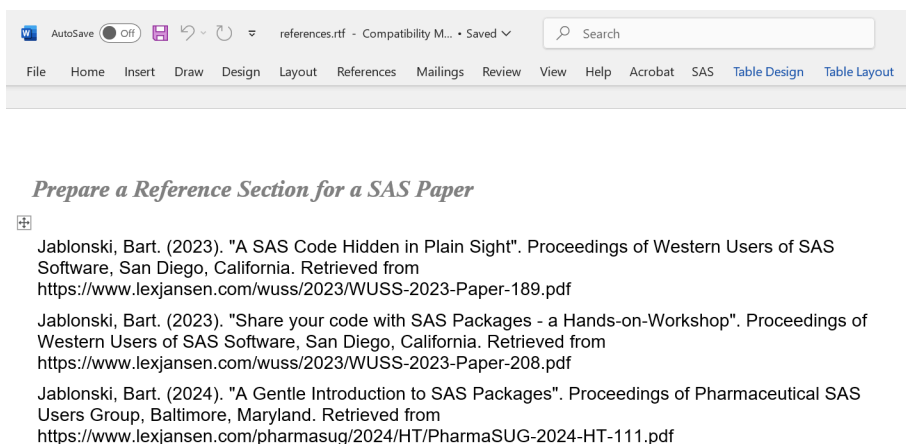 W AutoSave Off references.rtf - Compatibility M... • Saved Search
File Home Insert Draw Design Layout References Mailings Review View Help Acrobat SAS Table Design Table Layout
Prepare a Reference Section for a SAS Paper
Jablonski, Bart. (2023). "A SAS Code Hidden in Plain Sight". Proceedings of Western Users of SAS
Software, San Diego, California. Retrieved from
https://www.lexjansen.com/wuss/2023/WUSS-2023-Paper-189.pdf
Jablonski, Bart. (2023). "Share your code with SAS Packages - a Hands-on-Workshop". Proceedings of
Western Users of SAS Software, San Diego, California. Retrieved from
https://www.lexjansen.com/wuss/2023/WUSS-2023-Paper-208.pdf
Jablonski, Bart. (2024). "A Gentle Introduction to SAS Packages". Proceedings of Pharmaceutical SAS
Users Group, Baltimore, Maryland. Retrieved from
https://www.lexjansen.com/pharmasug/2024/HT/PharmaSUG-2024-HT-111.pdf